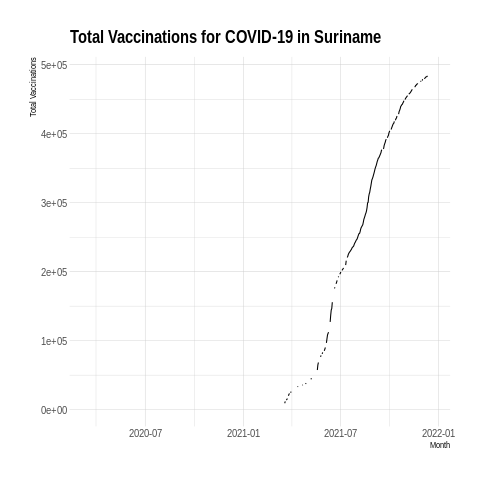 Total Vaccinations for COVID-19 in Suriname
Total Vaccinations
5e+05
4e+05
3e+05
2e+05
1e+05
0e+00
2020-07 2021-01 2021-07 2022-01
Month